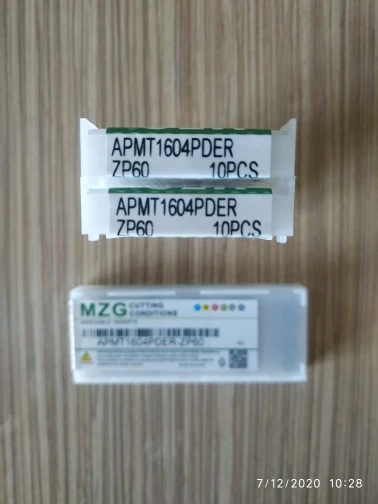 APMT1604PDER
ZP60 10PCS
APMT1604PDER
ZP60 10PCS
MZG CUTTING
CONDITIONS
APMT1604PDER-ZP60
7/12/2020 10:28